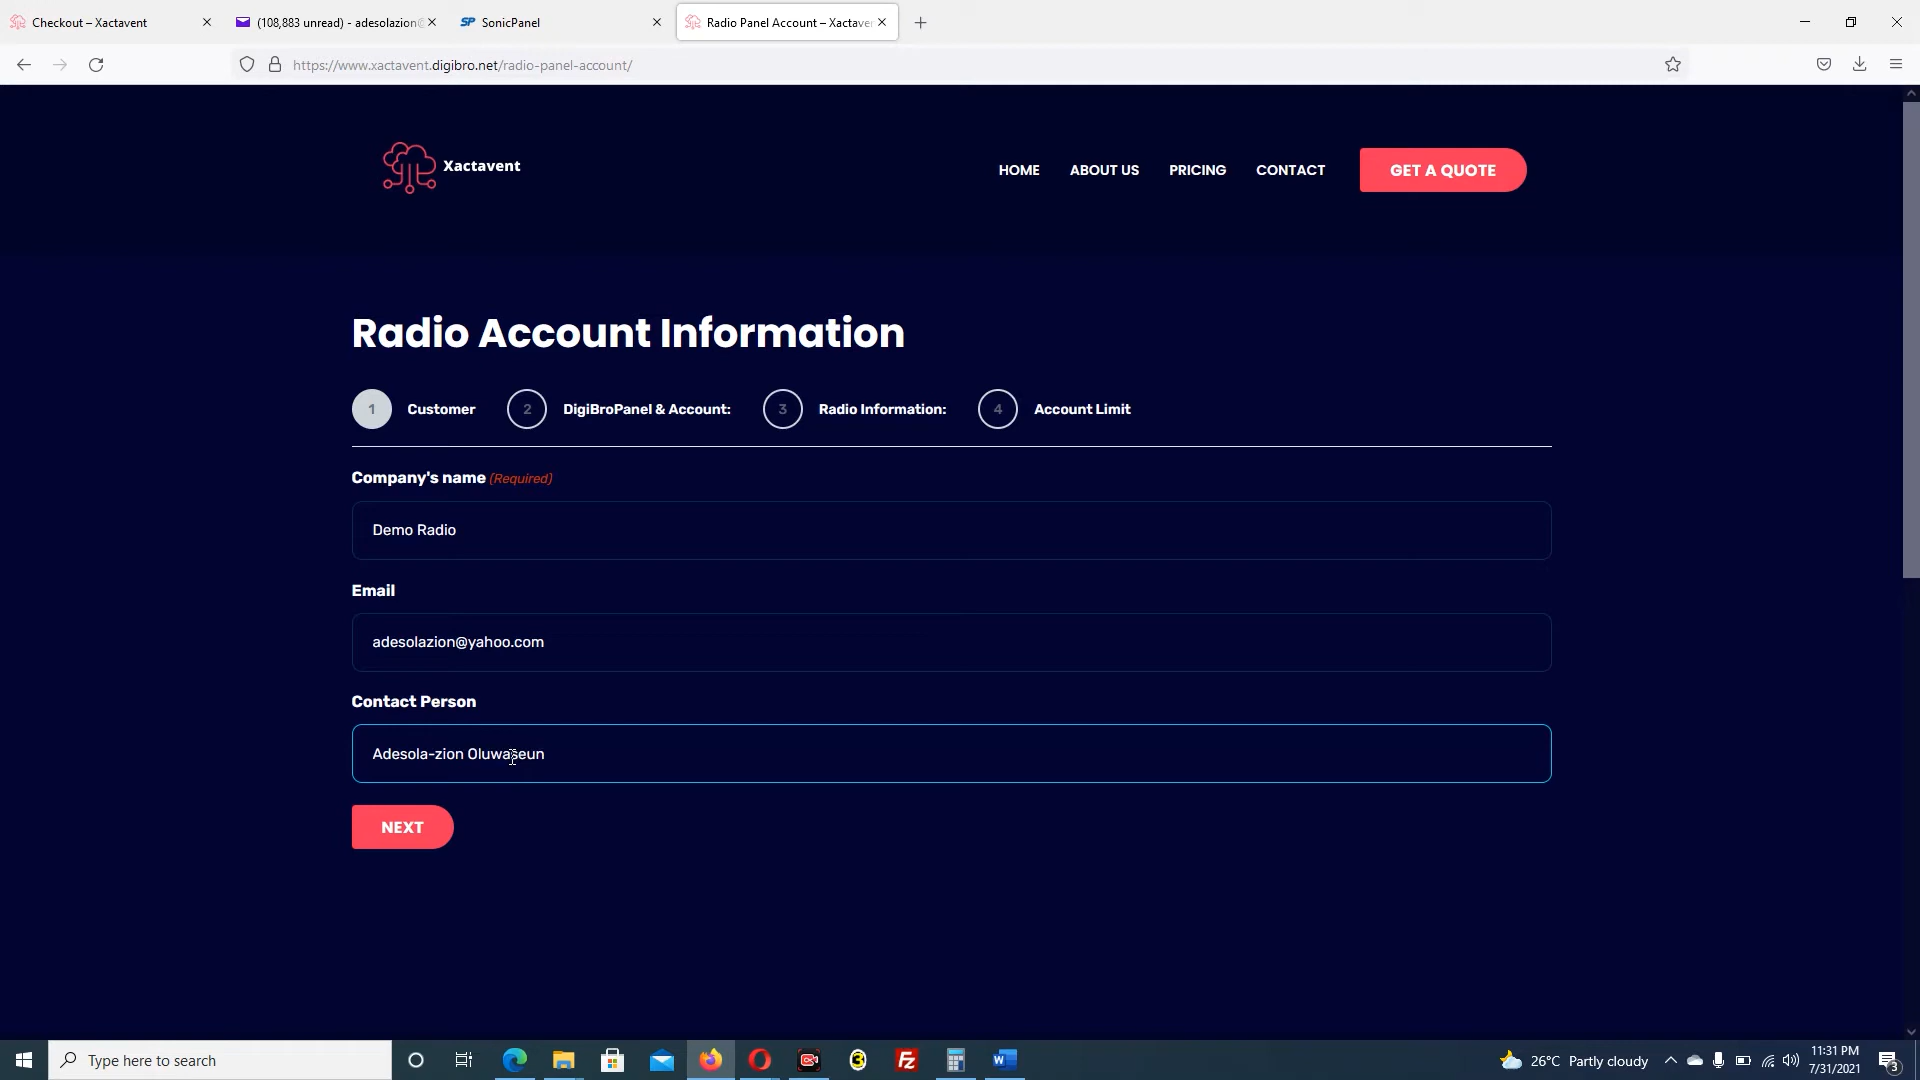 Checkout – Xactavent
(108,883 unread) - adesolazion@
SonicPanel
Radio Panel Account – Xactaven
https://www.xactavent.digibro.net/radio-panel-account/
Xactavent
HOME
ABOUT US
PRICING
CONTACT
GET A QUOTE
Radio Account Information
1 Customer
2 DigiBroPanel & Account:
3 Radio Information:
4 Account Limit
Company's name (Required)
Demo Radio
Email
adesolazion@yahoo.com
Contact Person
Adesola-zion Oluwaseun
NEXT
Type here to search
26°C Partly cloudy
11:31 PM
7/31/2021
3